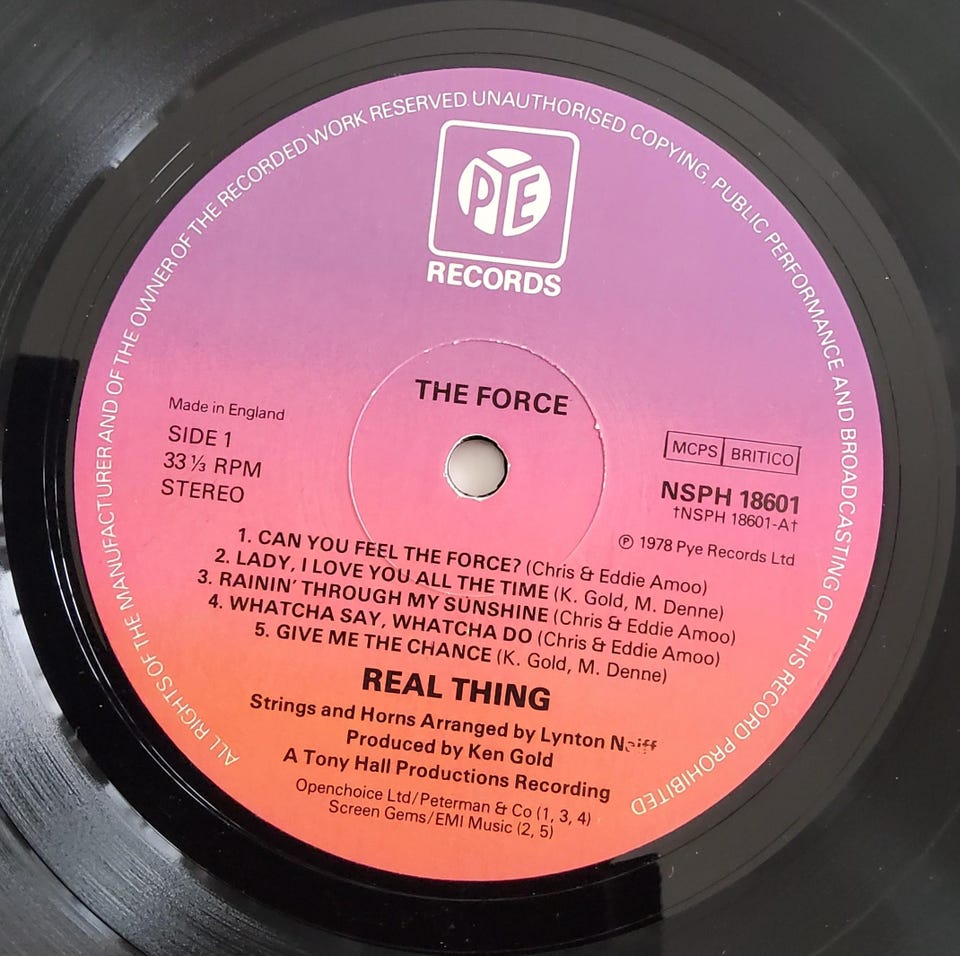 ALL RIGHTS OF THE MANUFACTURER AND OF THE OWNER OF THE RECORDED WORK RESERVED. UNAUTHORISED COPYING, PUBLIC PERFORMANCE AND BROADCASTING OF THIS RECORD PROHIBITED
PYE
RECORDS
THE FORCE
Made in England
SIDE 1
33⅓ RPM
STEREO
MCPS BRITICO
NSPH 18601
†NSPH 18601-A†
℗ 1978 Pye Records Ltd
1. CAN YOU FEEL THE FORCE? (Chris & Eddie Amoo)
2. LADY, I LOVE YOU ALL THE TIME (K. Gold, M. Denne)
3. RAININ' THROUGH MY SUNSHINE (Chris & Eddie Amoo)
4. WHATCHA SAY, WHATCHA DO (Chris & Eddie Amoo)
5. GIVE ME THE CHANCE (K. Gold, M. Denne)
REAL THING
Strings and Horns Arranged by Lynton
Produced by Ken Gold
A Tony Hall Productions Recording
Openchoice Ltd/Peterman & Co (1, 3, 4)
Screen Gems/EMI Music (2, 5)